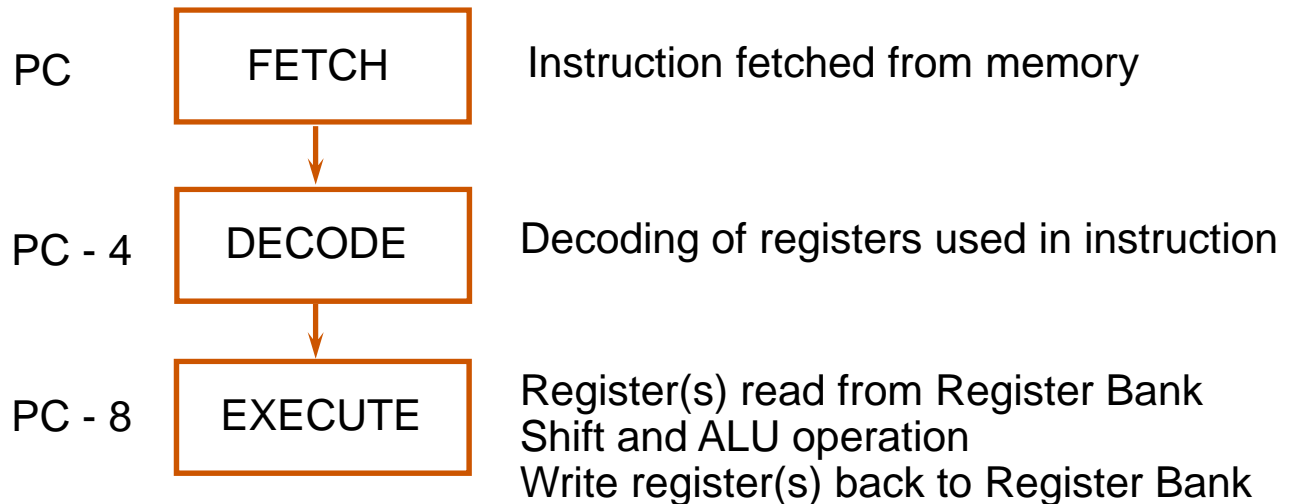 PC FETCH Instruction fetched from memory
PC - 4 DECODE Decoding of registers used in instruction
PC - 8 EXECUTE Register(s) read from Register Bank
Shift and ALU operation
Write register(s) back to Register Bank